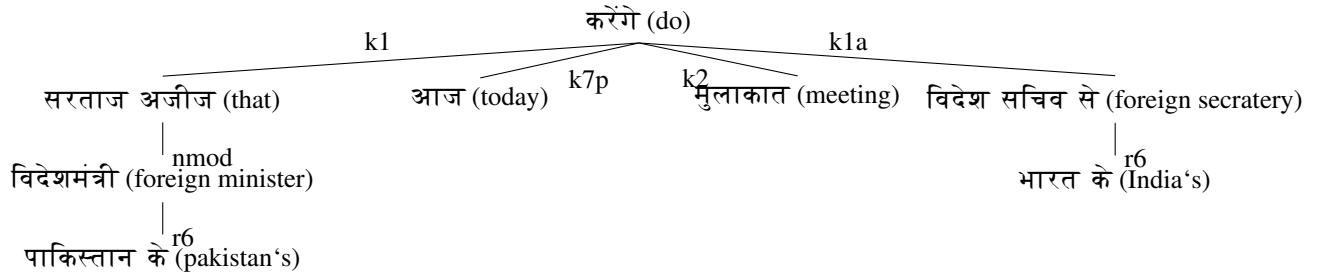 करेंगे (do)
k1 k1a
k7p k2
सरताज अजीज (that) आज (today) मुलाकात (meeting) विदेश सचिव से (foreign secratery)
nmod r6
विदेशमंत्री (foreign minister) भारत के (India‘s)
r6
पाकिस्तान के (pakistan‘s)